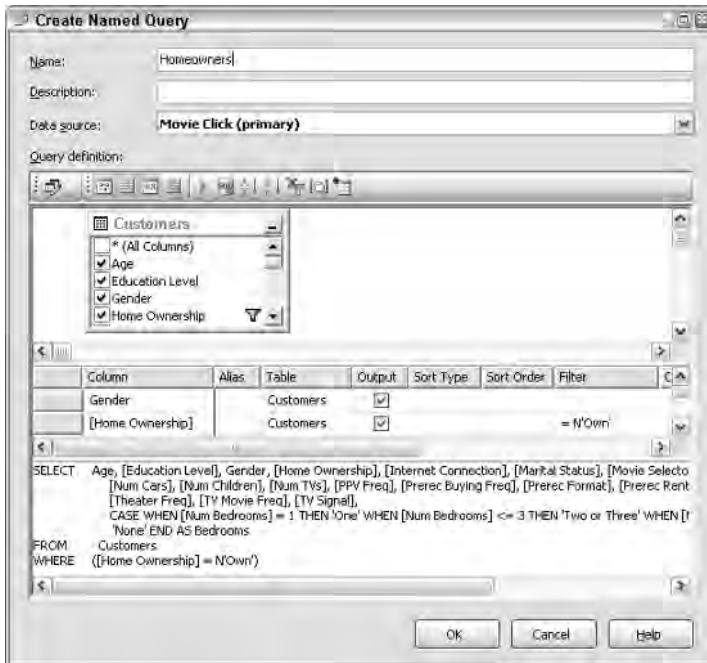 Create Named Query
Name: Homeowners
Description:
Data source: Movie Click (primary)
Query definition:
Customers
* (All Columns)
Age
Education Level
Gender
Home Ownership
Column Alias Table Output Sort Type Sort Order Filter
Gender Customers
[Home Ownership] Customers = N'Own'
SELECT Age, [Education Level], Gender, [Home Ownership], [Internet Connection], [Marital Status], [Movie Selecto
[Num Cars], [Num Children], [Num TVs], [PPV Freq], [Prerec Buying Freq], [Prerec Format], [Prerec Rent
[Theater Freq], [TV Movie Freq], [TV Signal],
CASE WHEN [Num Bedrooms] = 1 THEN 'One' WHEN [Num Bedrooms] <= 3 THEN 'Two or Three' WHEN
'None' END AS Bedrooms
FROM Customers
WHERE ([Home Ownership] = N'Own')
OK Cancel Help